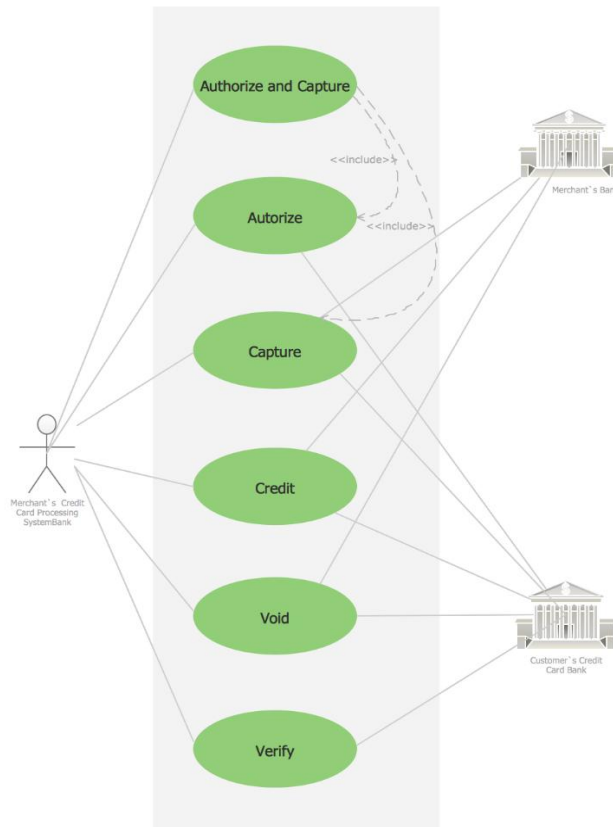 Authorize and Capture
<<include>>
Autorize
<<include>>
Merchant`s Ban
Capture
Merchant`s Credit
Card Processing
SystemBank
Credit
Void
Customer`s Credit
Card Bank
Verify